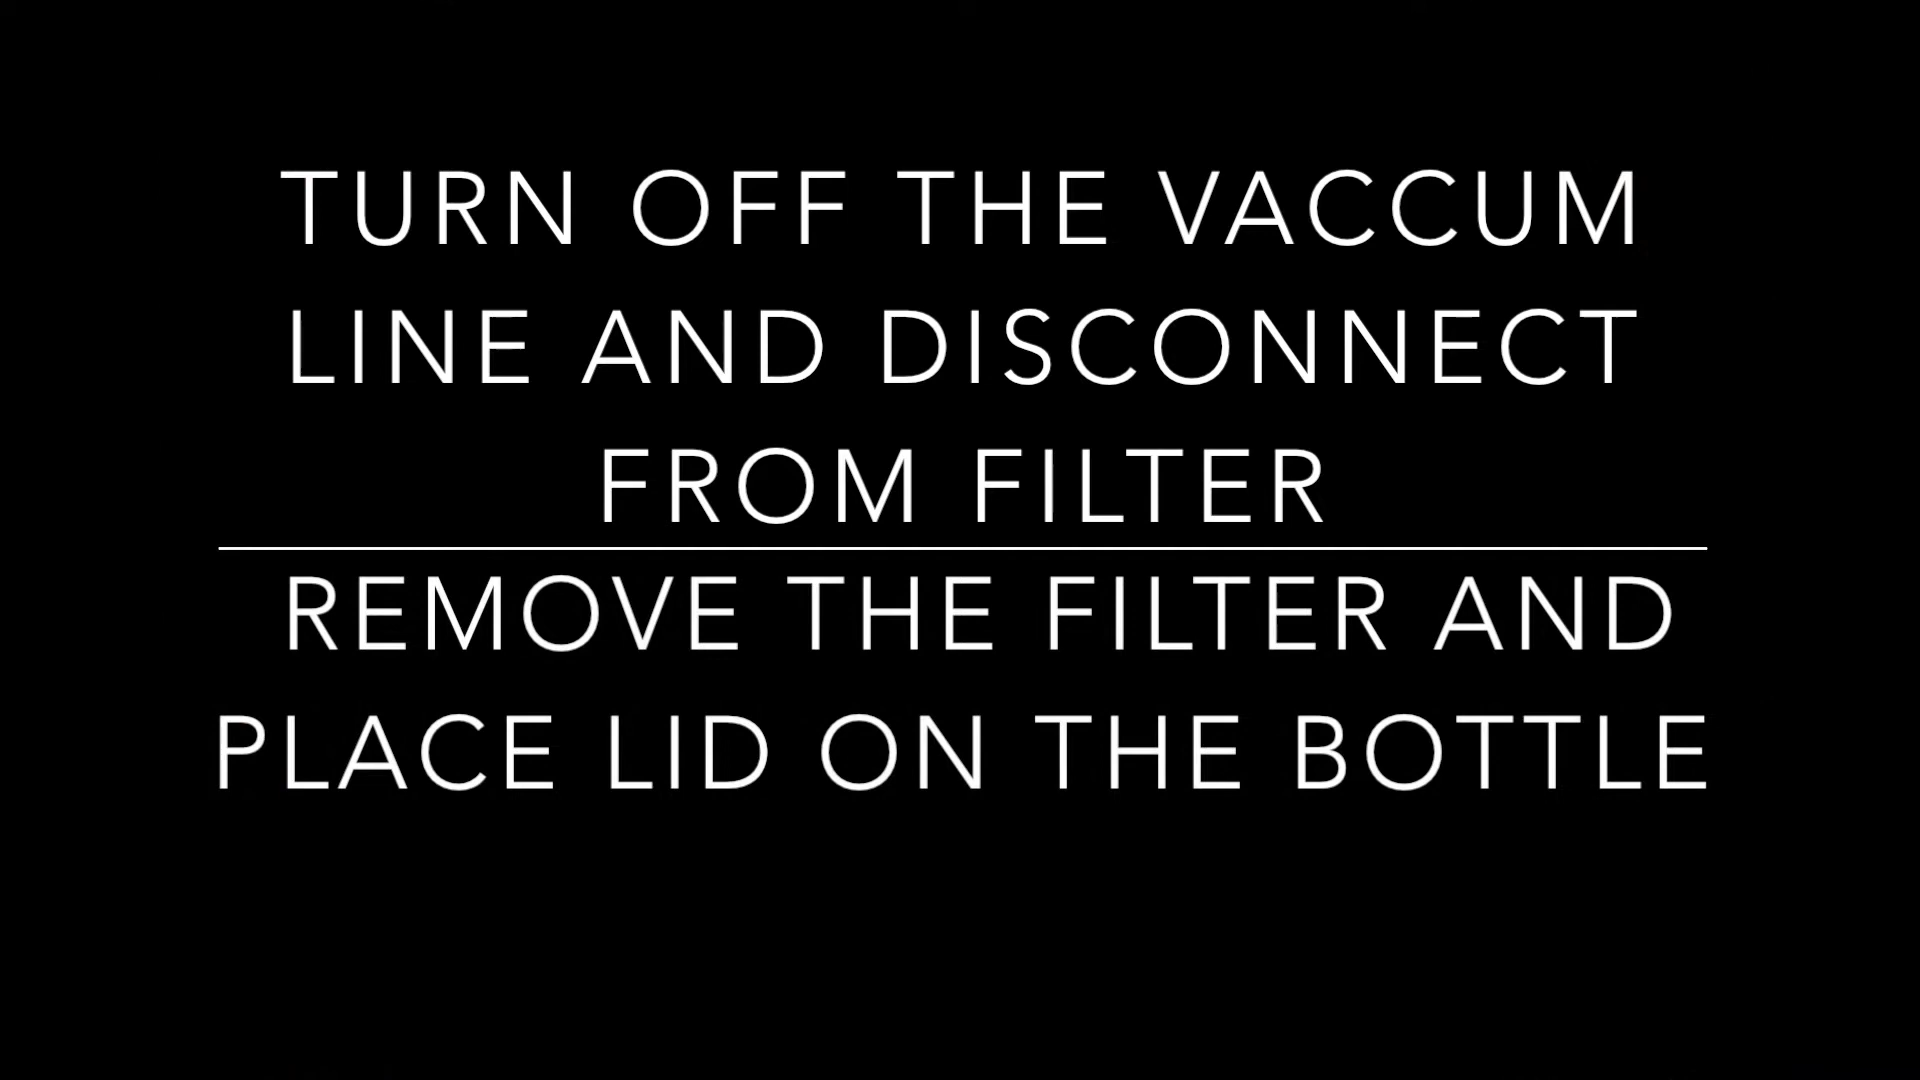 TURN OFF THE VACCUM
LINE AND DISCONNECT
FROM FILTER
REMOVE THE FILTER AND
PLACE LID ON THE BOTTLE